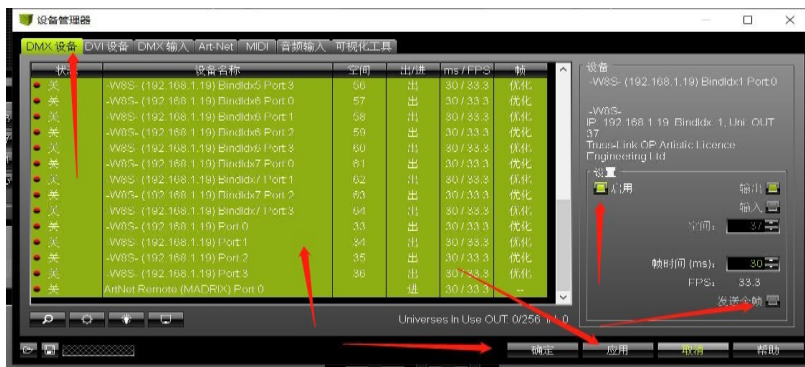 设备管理器
DMX 设备 DVI 设备 DMX 输入 Art-Net MIDI 音频输入 可视化工具
状态 设备名称 空间 出/进 ms / FPS 帧
关 -W8S- (192.168.1.19) BindIdx5 Port 3 56 出 30 / 33.3 优化
关 -W8S- (192.168.1.19) BindIdx6 Port 0 57 出 30 / 33.3 优化
关 -W8S- (192.168.1.19) BindIdx6 Port 1 58 出 30 / 33.3 优化
关 -W8S- (192.168.1.19) BindIdx6 Port 2 59 出 30 / 33.3 优化
关 -W8S- (192.168.1.19) BindIdx6 Port 3 60 出 30 / 33.3 优化
关 -W8S- (192.168.1.19) BindIdx7 Port 0 61 出 30 / 33.3 优化
关 -W8S- (192.168.1.19) BindIdx7 Port 1 62 出 30 / 33.3 优化
关 -W8S- (192.168.1.19) BindIdx7 Port 2 63 出 30 / 33.3 优化
关 -W8S- (192.168.1.19) BindIdx7 Port 3 64 出 30 / 33.3 优化
关 -W8S- (192.168.1.19) Port 0 33 出 30 / 33.3 优化
关 -W8S- (192.168.1.19) Port 1 34 出 30 / 33.3 优化
关 -W8S- (192.168.1.19) Port 2 35 出 30 / 33.3 优化
关 -W8S- (192.168.1.19) Port 3 36 出 30 / 33.3 优化
关 ArtNet Remote (MADRIX) Port 0 进 30 / 33.3 --
Universes In Use OUT: 0/256 IN: 0
设备
-W8S- (192.168.1.19) BindIdx1 Port 0
-W8S-
IP: 192.168.1.19, BindIdx: 1, Uni: OUT
37
Truss-Link OP Artistic Licence
Engineering Ltd
设置
启用 输出
输入
空间: 37
帧时间 (ms): 30
FPS: 33.3
发送全帧
确定 应用 取消 帮助